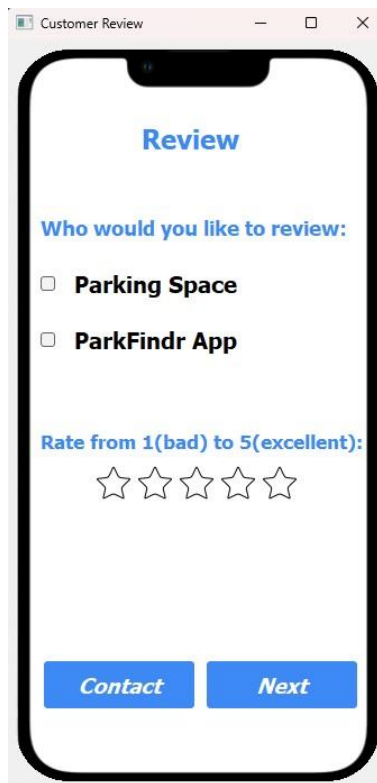 Customer Review
Review
Who would you like to review:
Parking Space
ParkFindr App
Rate from 1(bad) to 5(excellent):
Contact Next